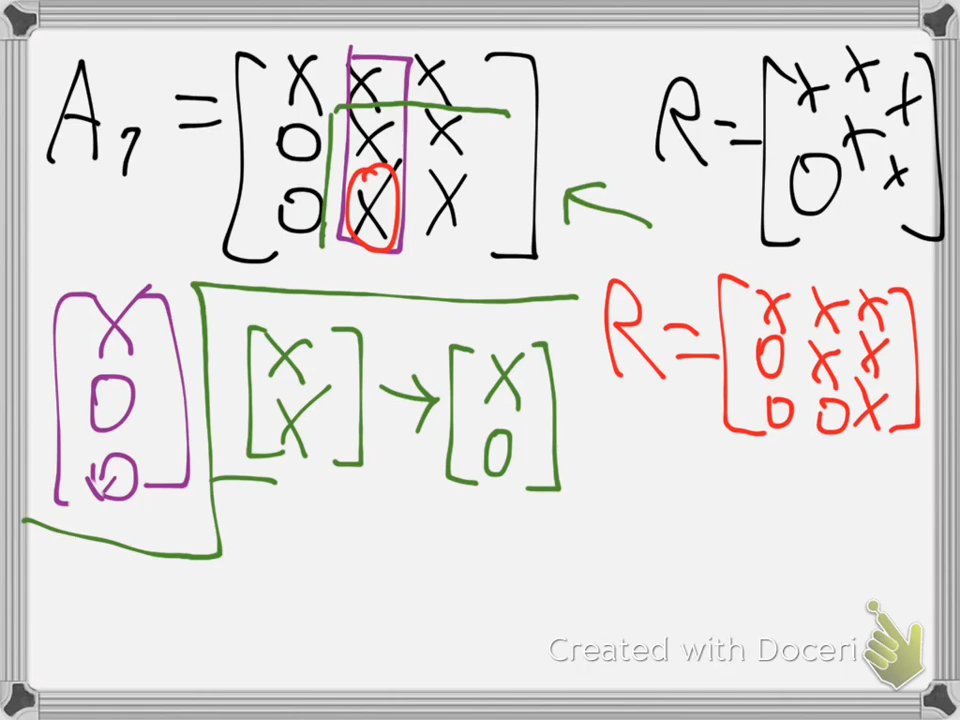 A₁ = [ X X X
0 X X
0 X X ]
R = [ x x x
0 x x ]
[ X
0
0 ]
[ X
X ] → [ X
0 ]
R = [ x x x
0 x x
0 0 x ]
Created with Doceri